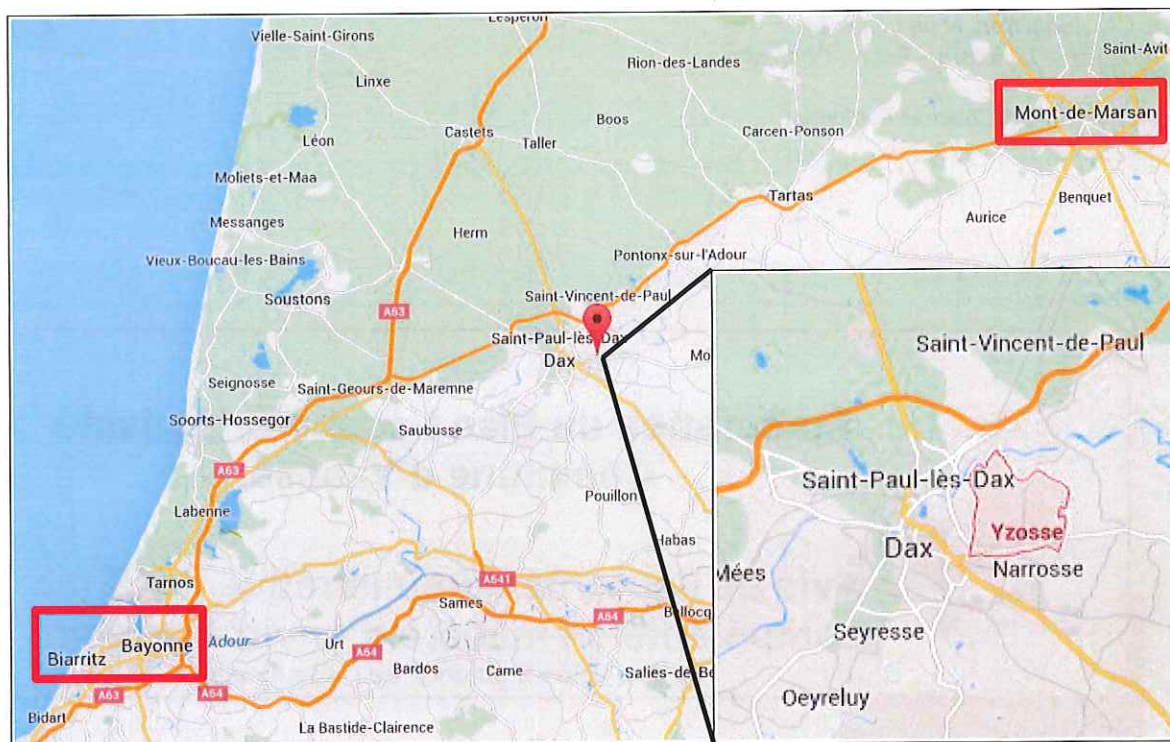 Vielle-Saint-Girons
Saint-Avit
Rion-des-Landes
Linxe
Mont-de-Marsan
Boos
Castets
Taller
Carcen-Ponson
Léon
Moliets-et-Maa
Tartas
Benquet
Aurice
Messanges
Herm
Pontonx-sur-l'Adour
Vieux-Boucau-les-Bains
Soustons
Saint-Vincent-de-Paul
A63
Saint-Paul-lès-Dax
Dax
Mo
Seignosse
Saint-Geours-de-Maremne
Soorts-Hossegor
Saubusse
A63
Pouillon
Labenne
Habas
Tarnos
A641
Sames
A64
Bellocq
Adour
Bayonne
Biarritz
Urt
A64
Bardos
Came
Salies-de-Bé
A63
A64
Bidart
La Bastide-Clairence
Saint-Vincent-de-Paul
Saint-Paul-lès-Dax
Yzosse
Dax
Narrosse
Mées
Seyresse
Oeyreluy